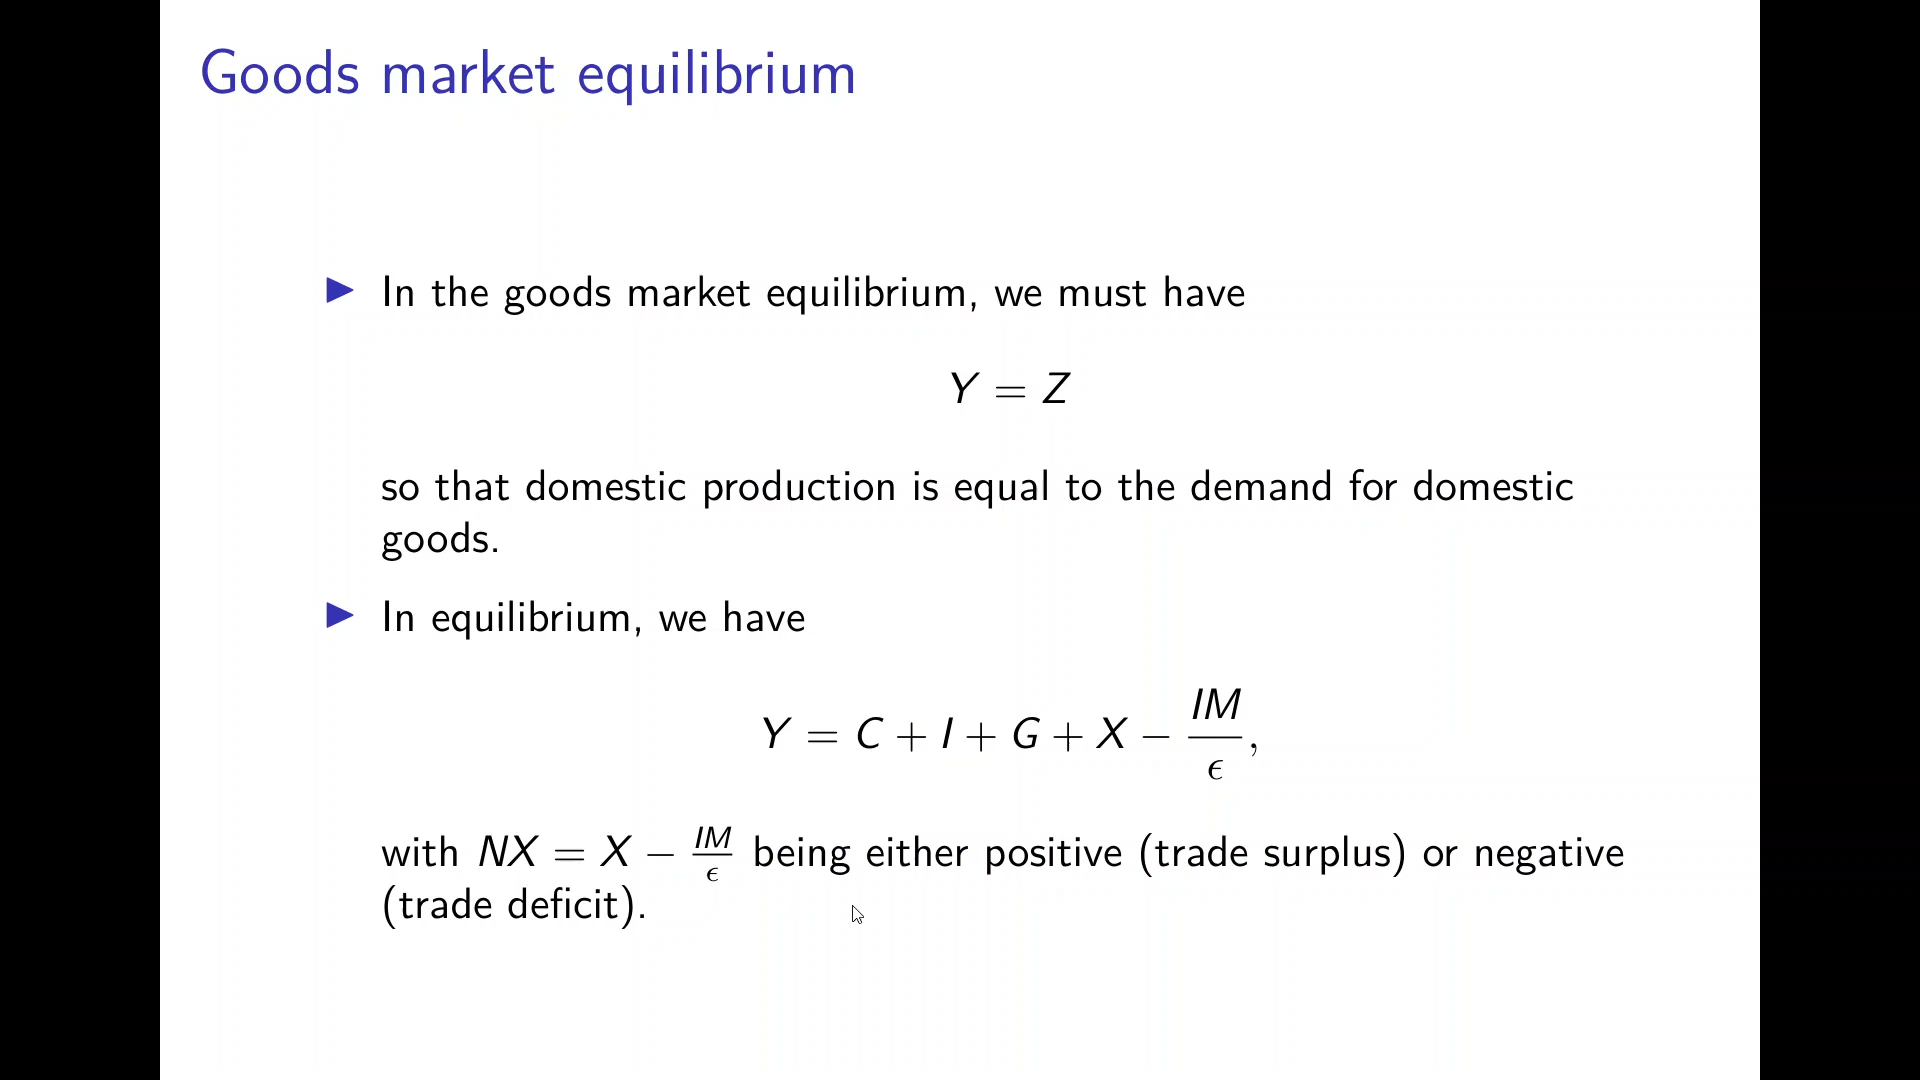 Goods market equilibrium
▶ In the goods market equilibrium, we must have
Y = Z
so that domestic production is equal to the demand for domestic
goods.
▶ In equilibrium, we have
Y = C + I + G + X − IM/ϵ,
with NX = X − IM/ϵ being either positive (trade surplus) or negative
(trade deficit).